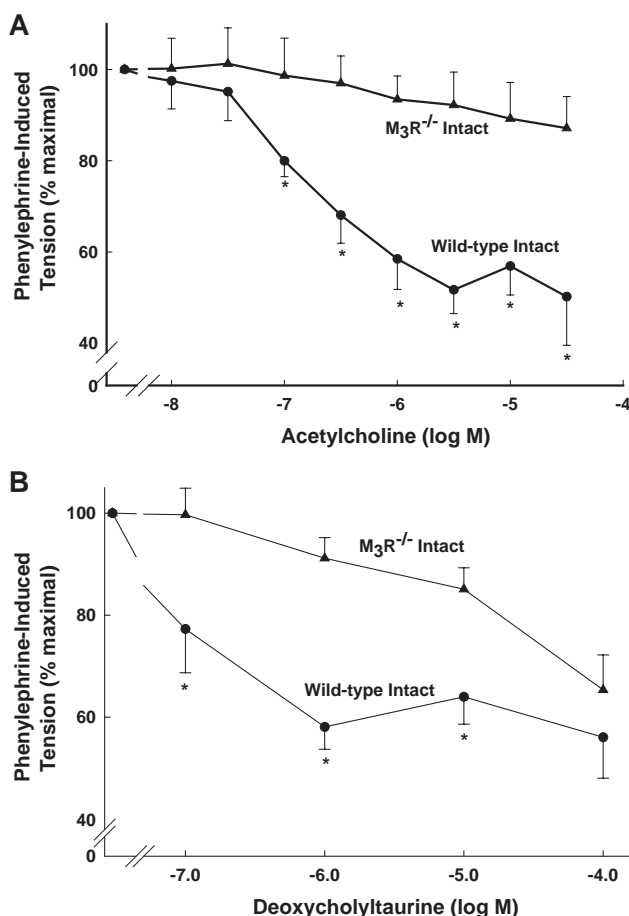 A
Phenylephrine-Induced
Tension (% maximal)
100
80
60
40
0
M3R-/- Intact
Wild-type Intact
*
*
*
*
*
*
-8
-7
-6
-5
-4
Acetylcholine (log M)
B
Phenylephrine-Induced
Tension (% maximal)
100
80
60
40
0
M3R-/- Intact
Wild-type Intact
*
*
*
-7.0
-6.0
-5.0
-4.0
Deoxycholyltaurine (log M)